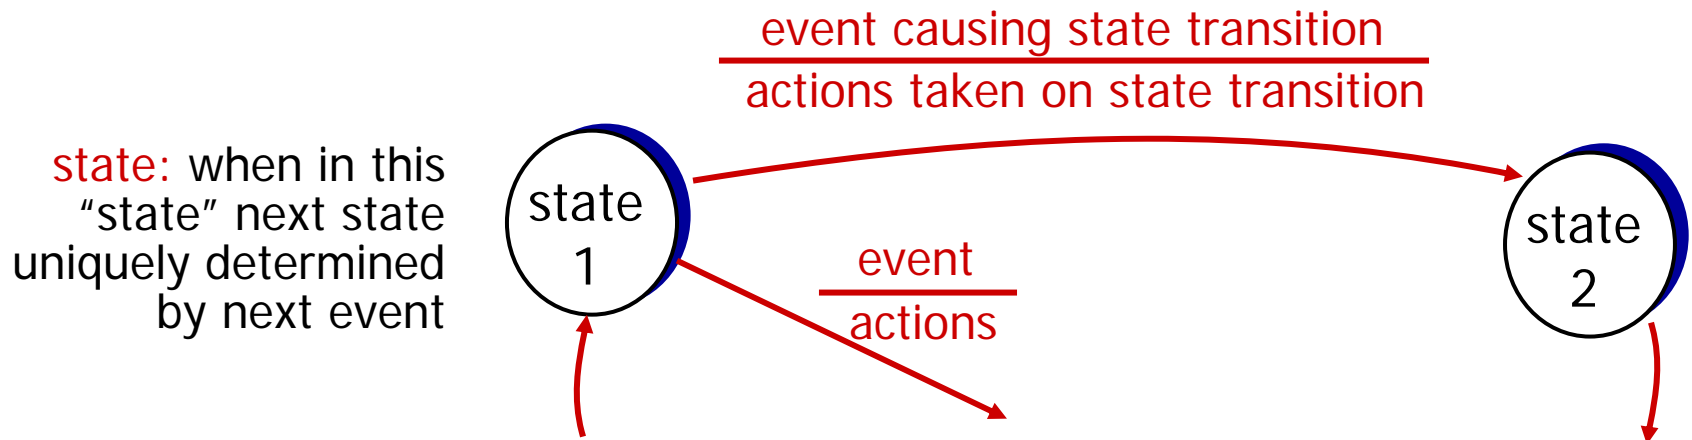 event causing state transition
actions taken on state transition
state: when in this
“state” next state
uniquely determined
by next event
state
1
event
actions
state
2